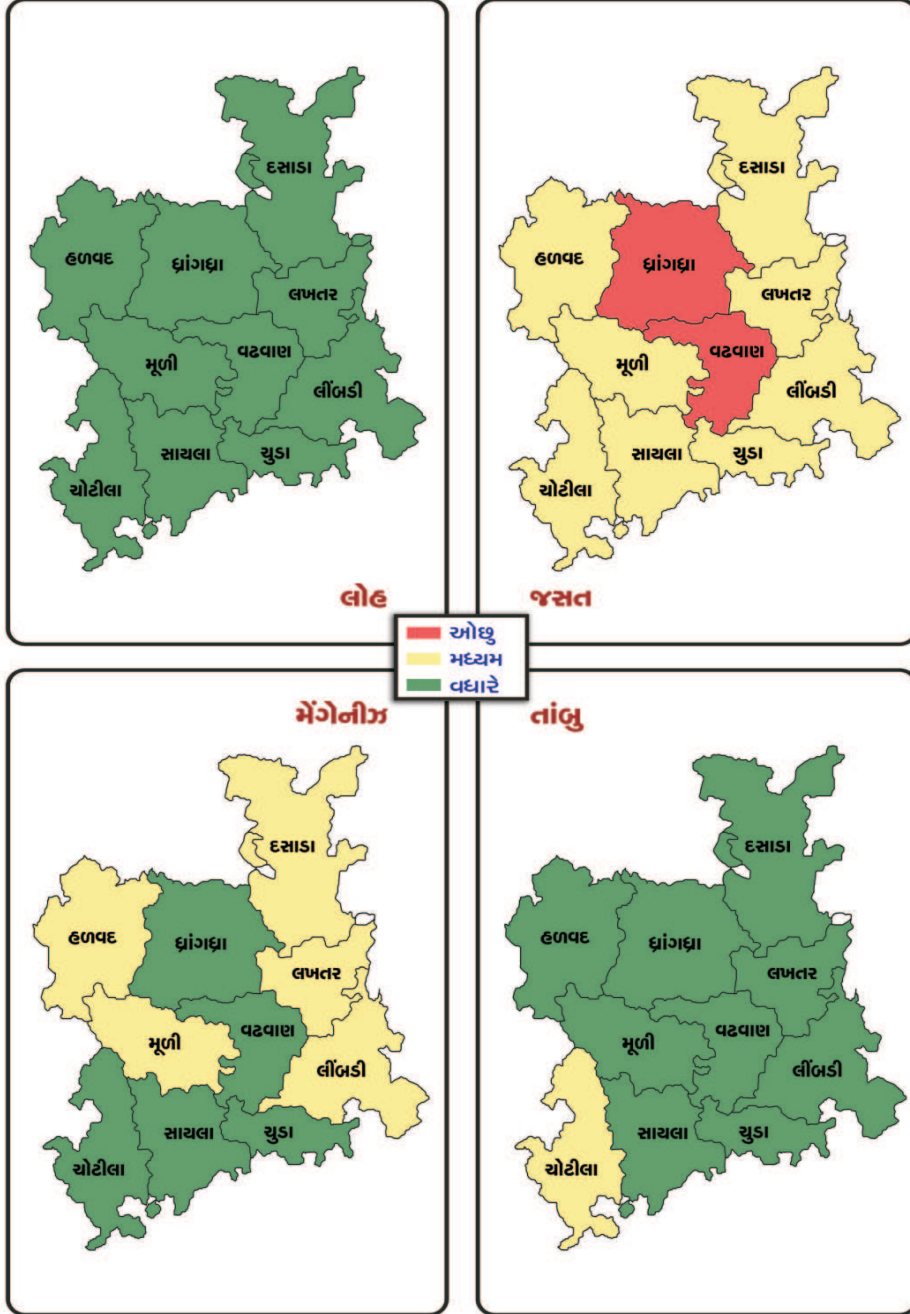 દસાડા
હળવદ
ધ્રાંગધ્રા
લખતર
મૂળી
વઢવાણ
લીંબડી
સાયલા
ચુડા
ચોટીલા
લોહ
દસાડા
હળવદ
ધ્રાંગધ્રા
લખતર
મૂળી
વઢવાણ
લીંબડી
સાયલા
ચુડા
ચોટીલા
જસત
ઓછુ
મધ્યમ
વધારે
મેંગેનીઝ
દસાડા
હળવદ
ધ્રાંગધ્રા
લખતર
મૂળી
વઢવાણ
લીંબડી
સાયલા
ચુડા
ચોટીલા
તાંબુ
દસાડા
હળવદ
ધ્રાંગધ્રા
લખતર
મૂળી
વઢવાણ
લીંબડી
સાયલા
ચુડા
ચોટીલા